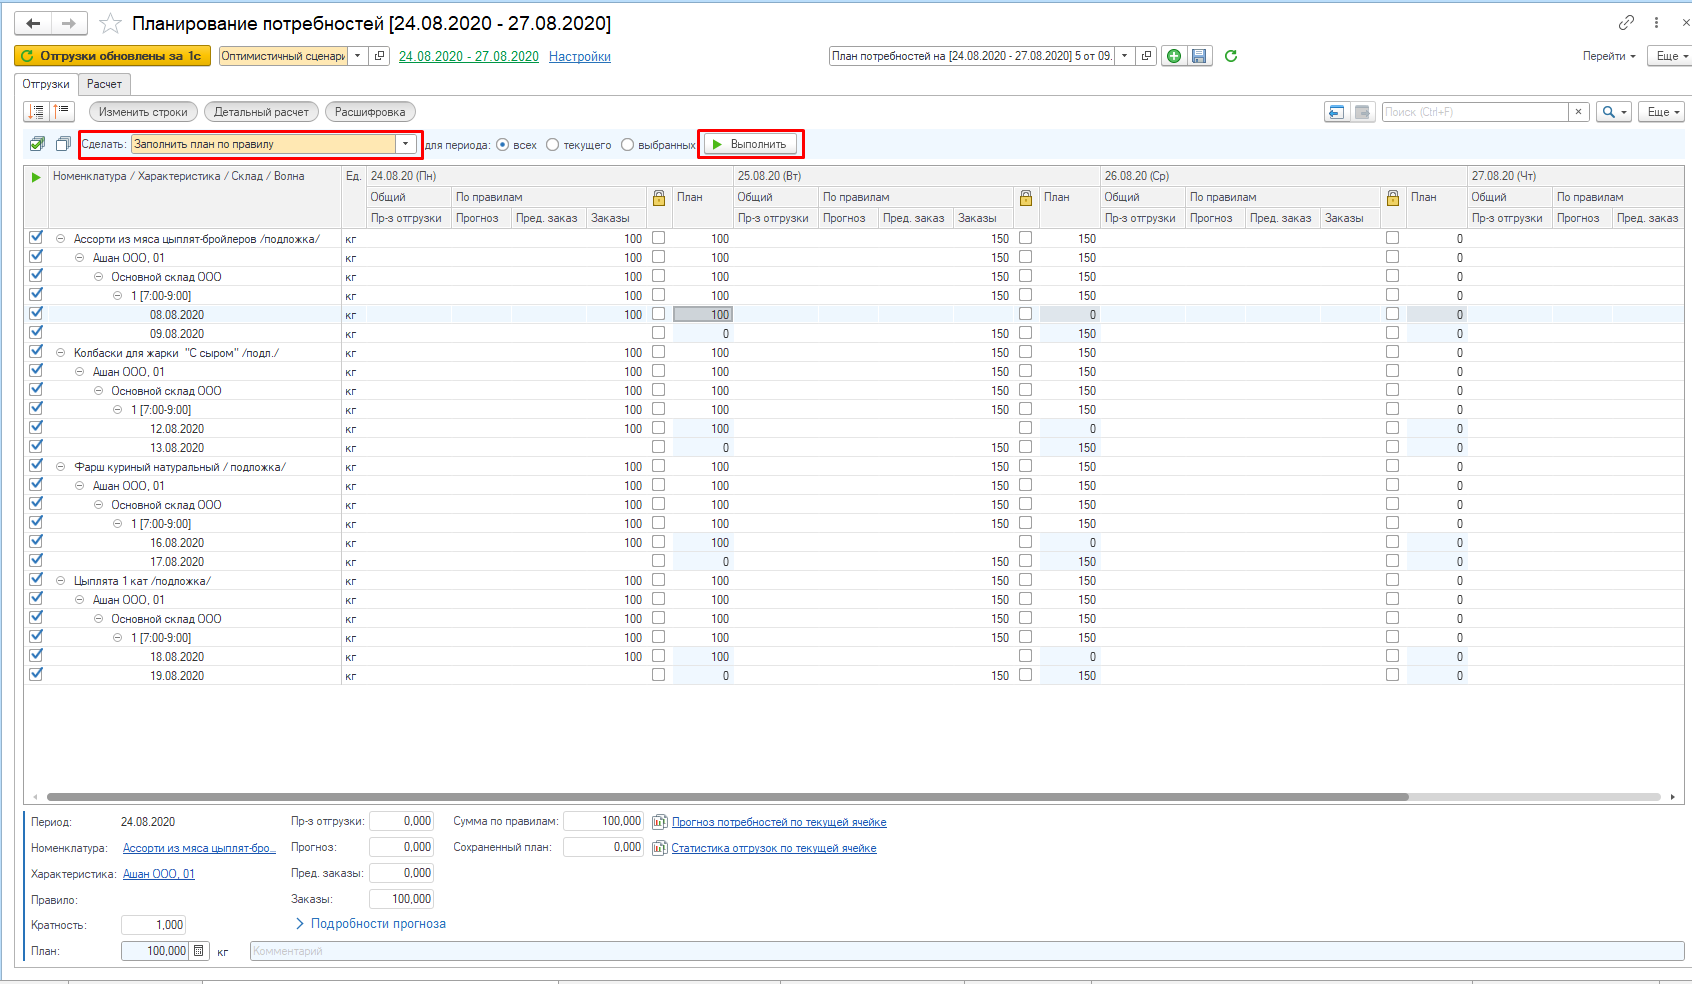 Планирование потребностей [24.08.2020 - 27.08.2020]
Отгрузки обновлены за 1с Оптимистичный сценари 24.08.2020 - 27.08.2020 Настройки План потребностей на [24.08.2020 - 27.08.2020] 5 от 09. Перейти Еще
Отгрузки Расчет
Изменить строки Детальный расчет Расшифровка Поиск (Ctrl+F) × Еще
Сделать: Заполнить план по правилу для периода: всех текущего выбранных Выполнить
Номенклатура / Характеристика / Склад / Волна Ед. 24.08.20 (Пн) 25.08.20 (Вт) 26.08.20 (Ср) 27.08.20 (Чт)
Общий По правилам План Общий По правилам План Общий По правилам План Общий По правилам
Пр-з отгрузки Прогноз Пред. заказ Заказы Пр-з отгрузки Прогноз Пред. заказ Заказы Пр-з отгрузки Прогноз Пред. заказ Заказы Пр-з отгрузки Прогноз Пред. заказ
Ассорти из мяса цыплят-бройлеров /подложка/ кг 100 100 150 150 0
Ашан ООО, 01 кг 100 100 150 150 0
Основной склад ООО кг 100 100 150 150 0
1 [7:00-9:00] кг 100 100 150 150 0
08.08.2020 кг 100 100 0 0
09.08.2020 кг 0 150 150 0
Колбаски для жарки "С сыром" /подл./ кг 100 100 150 150 0
Ашан ООО, 01 кг 100 100 150 150 0
Основной склад ООО кг 100 100 150 150 0
1 [7:00-9:00] кг 100 100 150 150 0
12.08.2020 кг 100 100 0 0
13.08.2020 кг 0 150 150 0
Фарш куриный натуральный / подложка/ кг 100 100 150 150 0
Ашан ООО, 01 кг 100 100 150 150 0
Основной склад ООО кг 100 100 150 150 0
1 [7:00-9:00] кг 100 100 150 150 0
16.08.2020 кг 100 100 0 0
17.08.2020 кг 0 150 150 0
Цыплята 1 кат /подложка/ кг 100 100 150 150 0
Ашан ООО, 01 кг 100 100 150 150 0
Основной склад ООО кг 100 100 150 150 0
1 [7:00-9:00] кг 100 100 150 150 0
18.08.2020 кг 100 100 0 0
19.08.2020 кг 0 150 150 0
Период: 24.08.2020 Пр-з отгрузки: 0,000 Сумма по правилам: 100,000 Прогноз потребностей по текущей ячейке
Номенклатура: Ассорти из мяса цыплят-бро... Прогноз: 0,000 Сохраненный план: 0,000 Статистика отгрузок по текущей ячейке
Характеристика: Ашан ООО, 01 Пред. заказы: 0,000
Правило: Заказы: 100,000
Кратность: 1,000 Подробности прогноза
План: 100,000 кг Комментарий